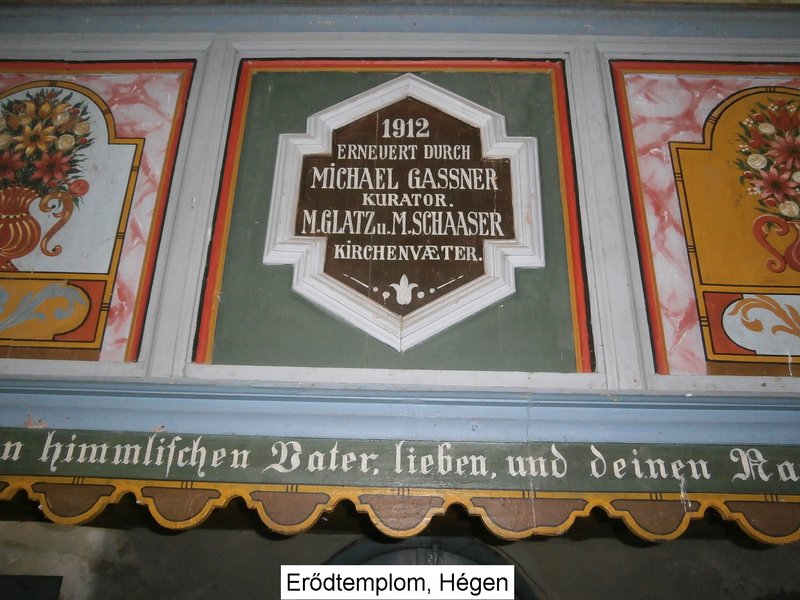 1912
ERNEUERT DURCH
MICHAEL GASSNER
KURATOR.
M. GLATZ u. M. SCHAASER
KIRCHENVÆTER.
n himmliſchen Vater, lieben, und deinen Na
Erődtemplom, Hégen